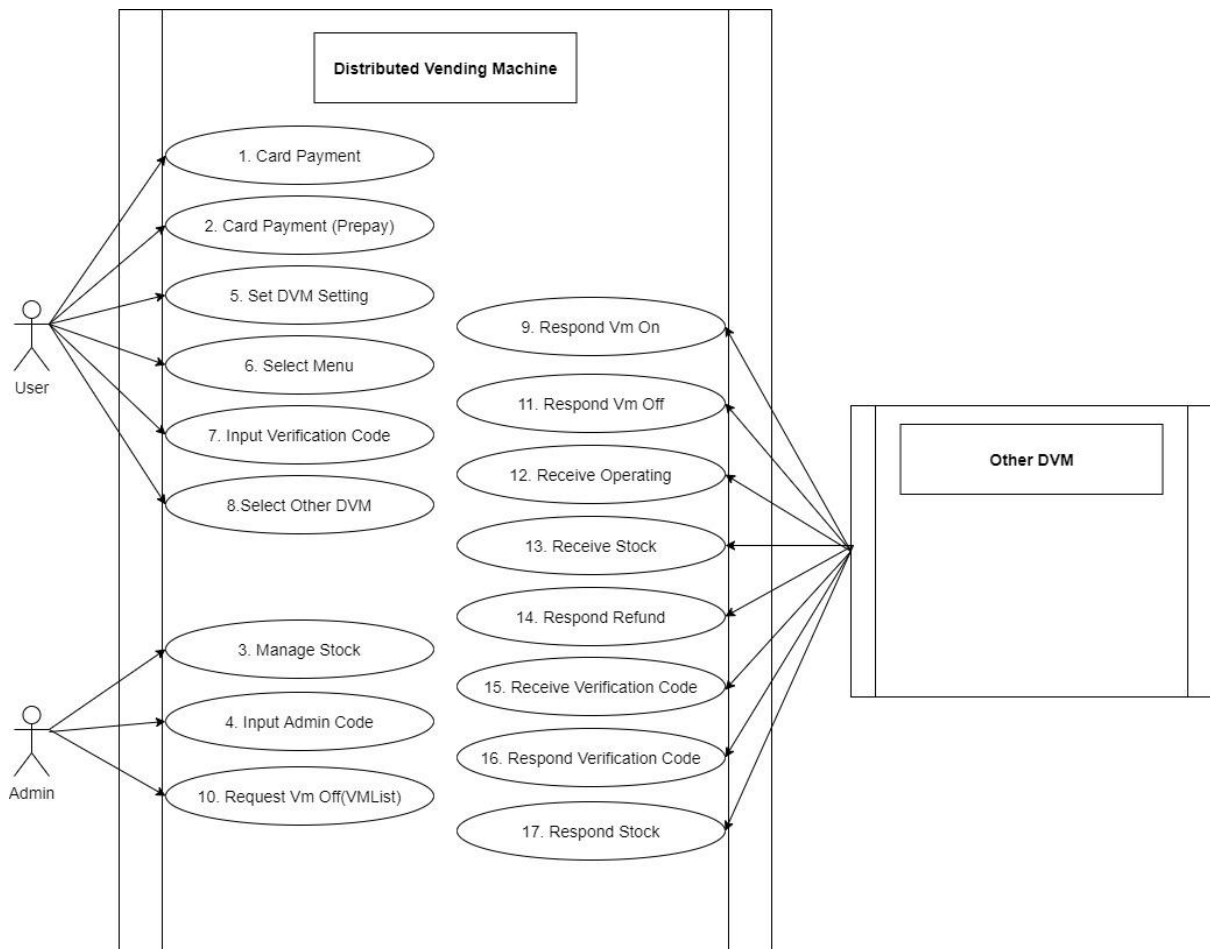 Distributed Vending Machine
1. Card Payment
2. Card Payment (Prepay)
5. Set DVM Setting
6. Select Menu
7. Input Verification Code
8.Select Other DVM
User
3. Manage Stock
4. Input Admin Code
10. Request Vm Off(VMList)
Admin
9. Respond Vm On
11. Respond Vm Off
12. Receive Operating
13. Receive Stock
14. Respond Refund
15. Receive Verification Code
16. Respond Verification Code
17. Respond Stock
Other DVM